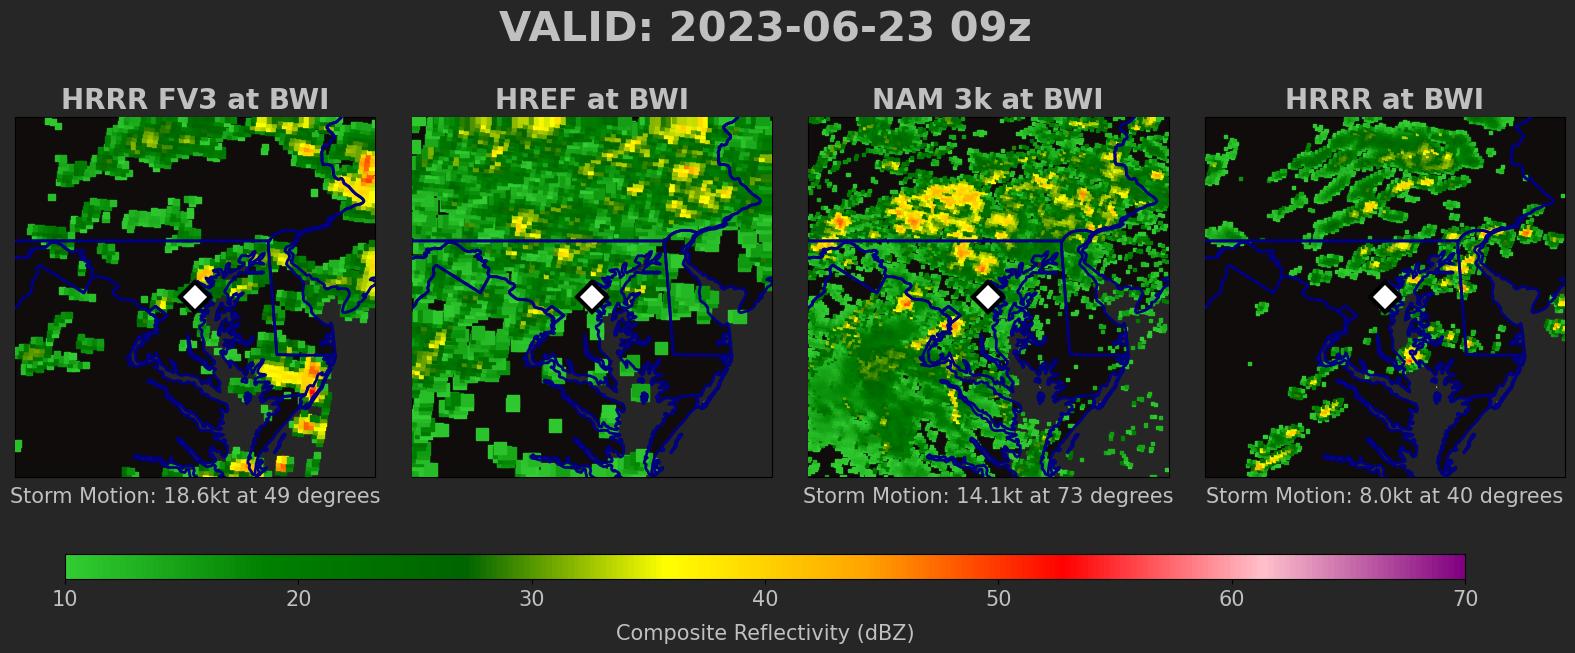 VALID: 2023-06-23 09z
HRRR FV3 at BWI
HREF at BWI
NAM 3k at BWI
HRRR at BWI
Storm Motion: 18.6kt at 49 degrees
Storm Motion: 14.1kt at 73 degrees
Storm Motion: 8.0kt at 40 degrees
10 20 30 40 50 60 70
Composite Reflectivity (dBZ)